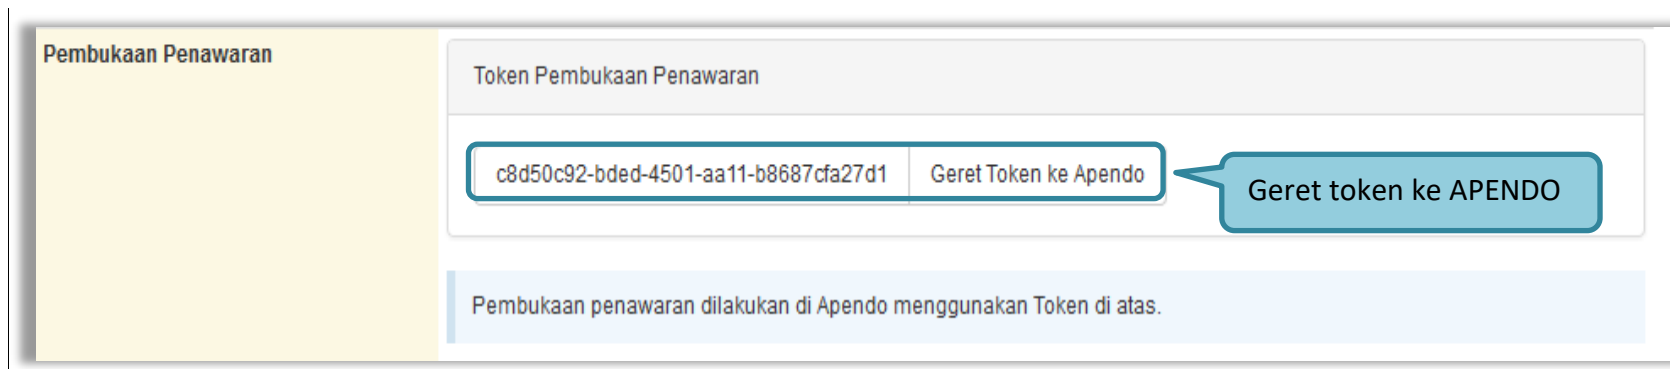 Pembukaan Penawaran
Token Pembukaan Penawaran
c8d50c92-bded-4501-aa11-b8687cfa27d1
Geret Token ke Apendo
Geret token ke APENDO
Pembukaan penawaran dilakukan di Apendo menggunakan Token di atas.